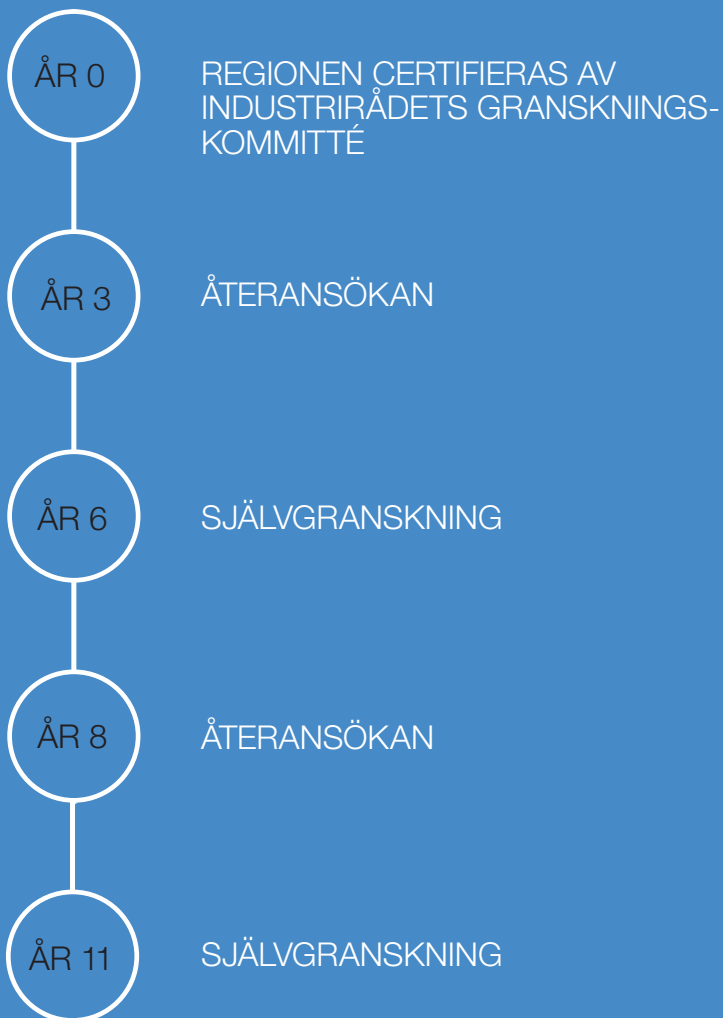 ÅR 0
REGIONEN CERTIFIERAS AV
INDUSTRIRÅDETS GRANSKNINGS-
KOMMITTÉ
ÅR 3
ÅTERANSÖKAN
ÅR 6
SJÄLVGRANSKNING
ÅR 8
ÅTERANSÖKAN
ÅR 11
SJÄLVGRANSKNING